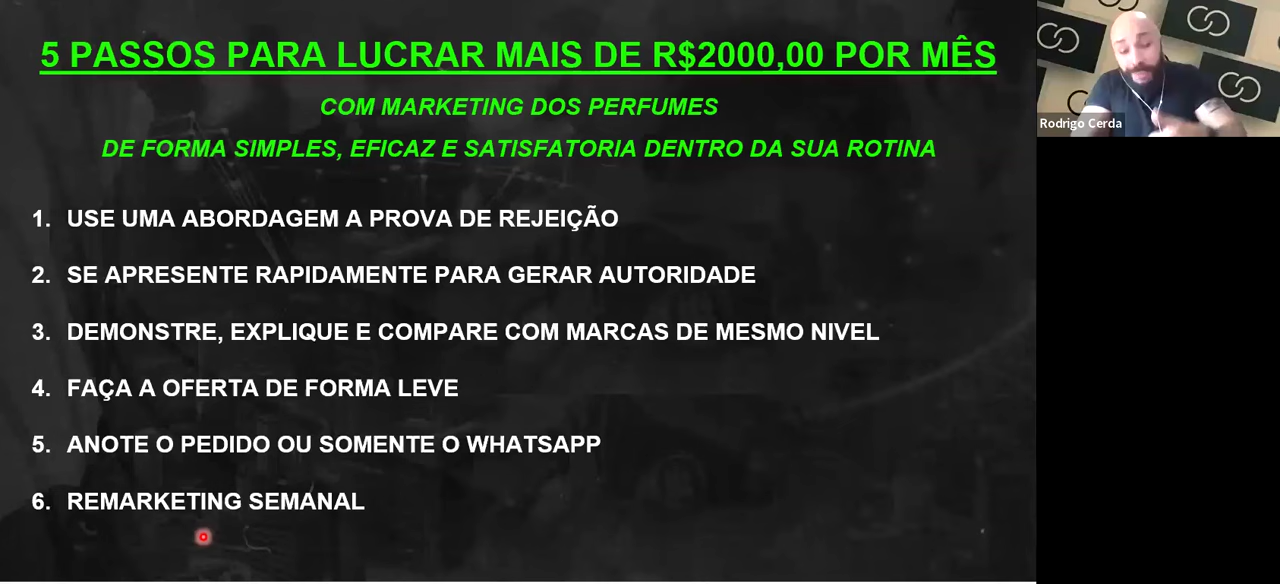 5 PASSOS PARA LUCRAR MAIS DE R$2000,00 POR MÊS
COM MARKETING DOS PERFUMES
DE FORMA SIMPLES, EFICAZ E SATISFATORIA DENTRO DA SUA ROTINA
1. USE UMA ABORDAGEM A PROVA DE REJEIÇÃO
2. SE APRESENTE RAPIDAMENTE PARA GERAR AUTORIDADE
3. DEMONSTRE, EXPLIQUE E COMPARE COM MARCAS DE MESMO NIVEL
4. FAÇA A OFERTA DE FORMA LEVE
5. ANOTE O PEDIDO OU SOMENTE O WHATSAPP
6. REMARKETING SEMANAL
Rodrigo Cerda